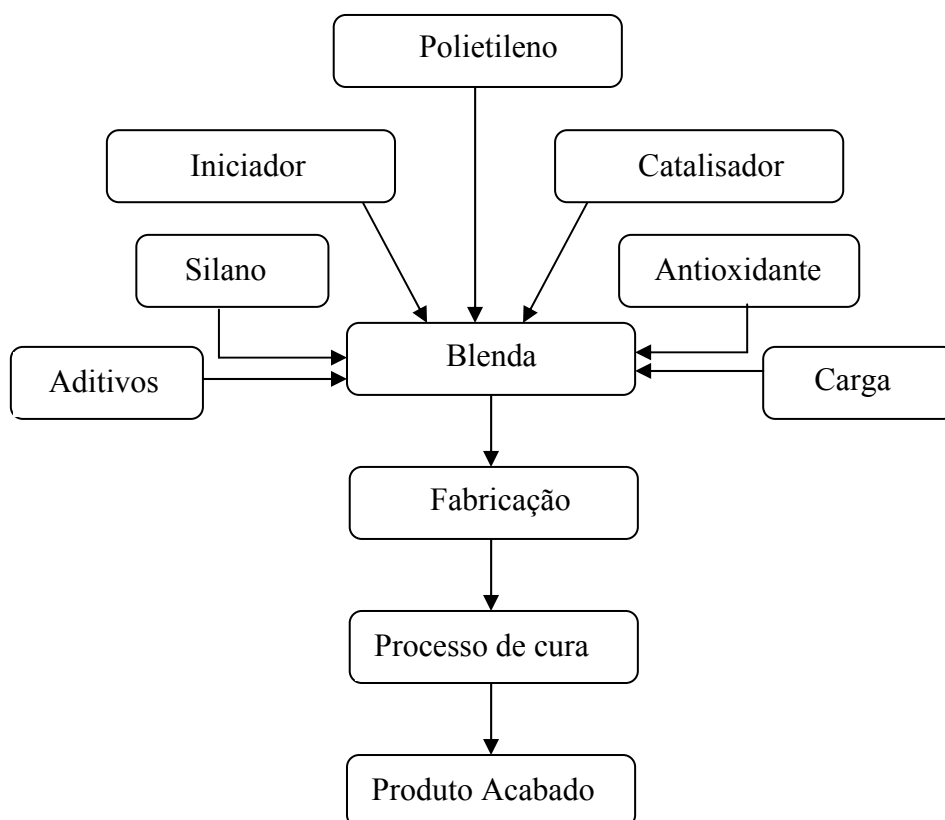 Polietileno
Iniciador
Catalisador
Silano
Antioxidante
Blenda
Aditivos
Carga
Fabricação
Processo de cura
Produto Acabado